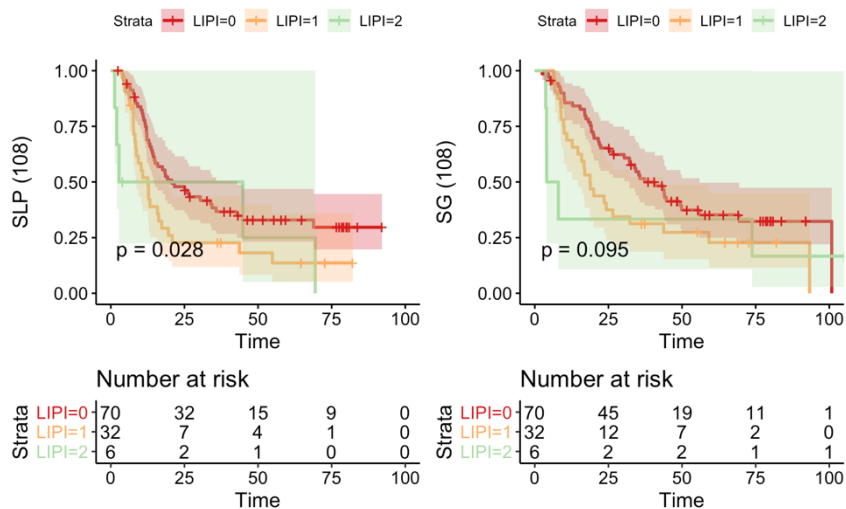 Strata LIPI=0 LIPI=1 LIPI=2
SLP (108)
1.00
0.75
0.50
0.25
0.00
p = 0.028
0 25 50 75 100
Time
Number at risk
Strata
LIPI=0 70 32 15 9 0
LIPI=1 32 7 4 1 0
LIPI=2 6 2 1 0 0
0 25 50 75 100
Time
Strata LIPI=0 LIPI=1 LIPI=2
SG (108)
1.00
0.75
0.50
0.25
0.00
p = 0.095
0 25 50 75 100
Time
Number at risk
Strata
LIPI=0 70 45 19 11 1
LIPI=1 32 12 7 2 0
LIPI=2 6 2 2 1 1
0 25 50 75 100
Time